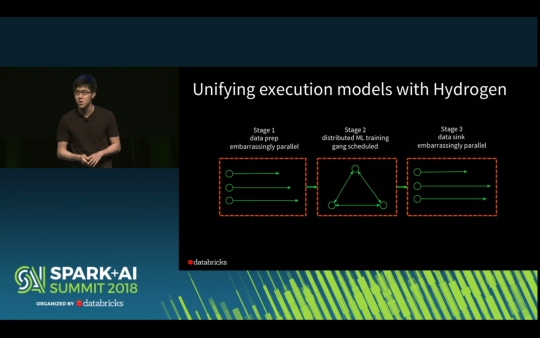 Unifying execution models with Hydrogen
Stage 1
data prep
embarrassingly parallel
Stage 2
distributed ML training
gang scheduled
Stage 3
data sink
embarrassingly parallel
databricks
SPARK+AI
SUMMIT 2018
ORGANIZED BY databricks